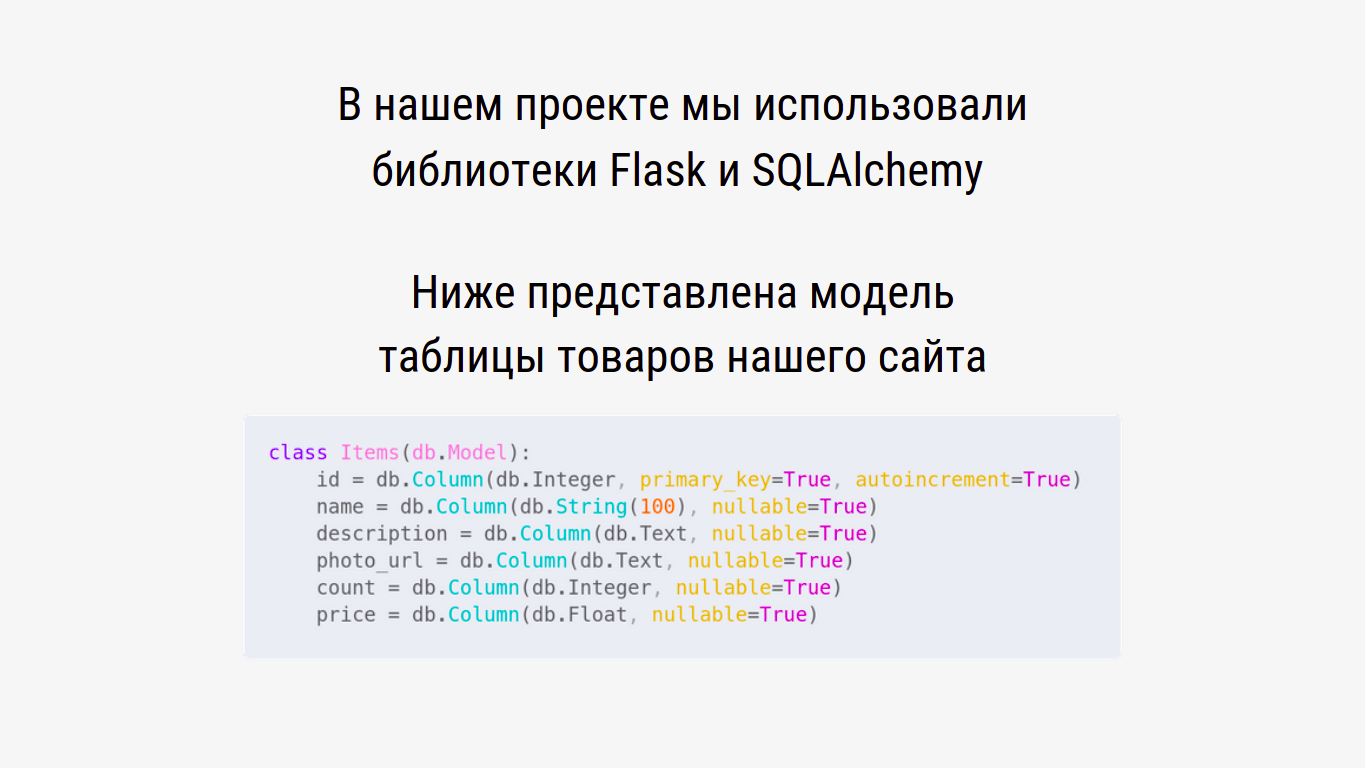 В нашем проекте мы использовали
библиотеки Flask и SQLAlchemy
Ниже представлена модель
таблицы товаров нашего сайта
class Items(db.Model):
    id = db.Column(db.Integer, primary_key=True, autoincrement=True)
    name = db.Column(db.String(100), nullable=True)
    description = db.Column(db.Text, nullable=True)
    photo_url = db.Column(db.Text, nullable=True)
    count = db.Column(db.Integer, nullable=True)
    price = db.Column(db.Float, nullable=True)